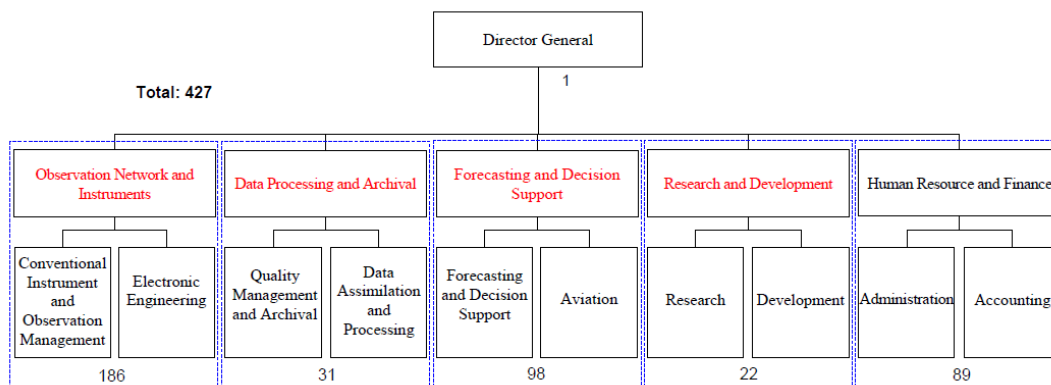 Director General
1
Total: 427
Observation Network and
Instruments
Data Processing and Archival
Forecasting and Decision
Support
Research and Development
Human Resource and Finance
Conventional
Instrument
and
Observation
Management
Electronic
Engineering
Quality
Management
and Archival
Data
Assimilation
and
Processing
Forecasting
and Decision
Support
Aviation
Research
Development
Administration
Accounting
186
31
98
22
89